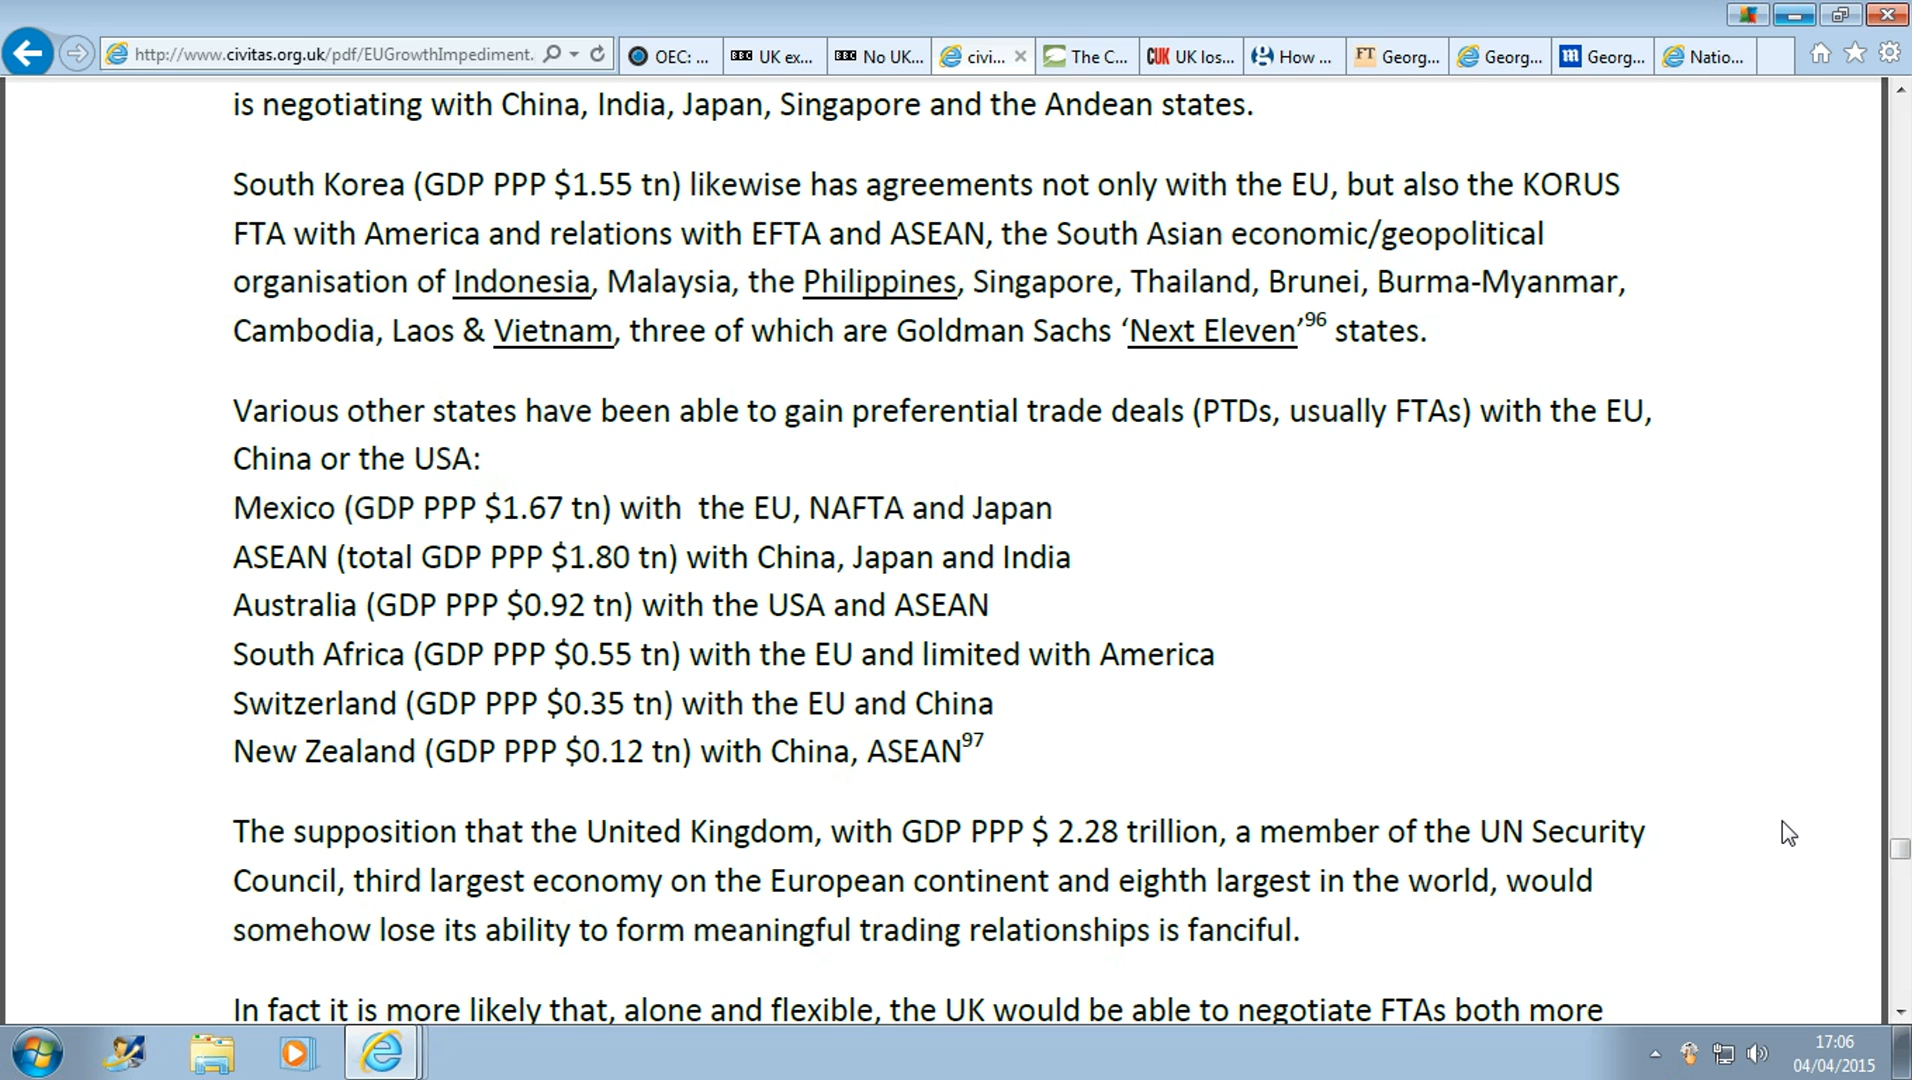 http://www.civitas.org.uk/pdf/EUGrowthImpediment.
OEC: ...
BBC UK ex...
BBC No UK...
civi...
The C...
CUK UK los...
How ...
FT Georg...
Georg...
m Georg...
Natio...
is negotiating with China, India, Japan, Singapore and the Andean states.
South Korea (GDP PPP $1.55 tn) likewise has agreements not only with the EU, but also the KORUS
FTA with America and relations with EFTA and ASEAN, the South Asian economic/geopolitical
organisation of Indonesia, Malaysia, the Philippines, Singapore, Thailand, Brunei, Burma-Myanmar,
Cambodia, Laos & Vietnam, three of which are Goldman Sachs ‘Next Eleven’96 states.
Various other states have been able to gain preferential trade deals (PTDs, usually FTAs) with the EU,
China or the USA:
Mexico (GDP PPP $1.67 tn) with  the EU, NAFTA and Japan
ASEAN (total GDP PPP $1.80 tn) with China, Japan and India
Australia (GDP PPP $0.92 tn) with the USA and ASEAN
South Africa (GDP PPP $0.55 tn) with the EU and limited with America
Switzerland (GDP PPP $0.35 tn) with the EU and China
New Zealand (GDP PPP $0.12 tn) with China, ASEAN97
The supposition that the United Kingdom, with GDP PPP $ 2.28 trillion, a member of the UN Security
Council, third largest economy on the European continent and eighth largest in the world, would
somehow lose its ability to form meaningful trading relationships is fanciful.
In fact it is more likely that, alone and flexible, the UK would be able to negotiate FTAs both more
17:06
04/04/2015